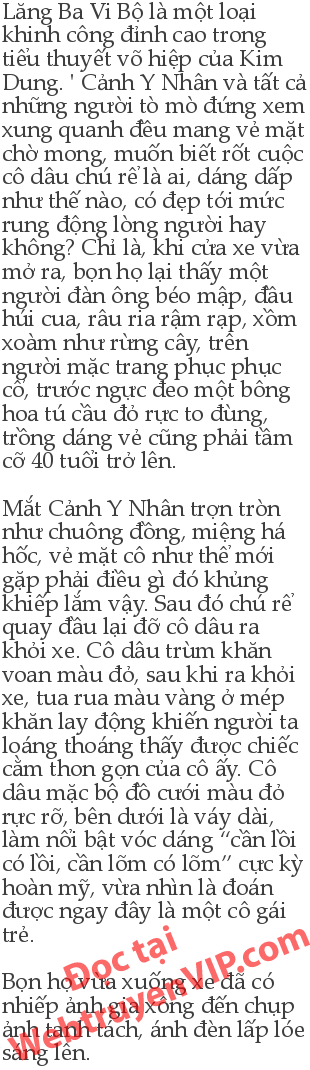 Lăng Ba Vi Bộ là một loại
khinh công đỉnh cao trong
tiểu thuyết võ hiệp của Kim
Dung. ' Cảnh Y Nhân và tất cả
những người tò mò đứng xem
xung quanh đều mang vẻ mặt
chờ mong, muốn biết rốt cuộc
cô dâu chú rể là ai, dáng dấp
như thế nào, có đẹp tới mức
rung động lòng người hay
không? Chi là, khi cửa xe vừa
mở ra, bọn họ lại thấy một
người đàn ông béo mập, đầu
húi cua, râu ria rậm rạp, xồm
xoàm như rừng cây, trên
người mặc trang phục phục
cổ, trước ngực đeo một bông
hoa tú cầu đỏ rực to đùng,
trồng dáng vẻ cũng phải tầm
cỡ 40 tuổi trở lên.

Mắt Cảnh Y Nhân trợn tròn
như chuông đồng, miệng há
hốc, vẻ mặt cô như thể mới
gặp phải điều gì đó khủng
khiếp lắm vậy. Sau đó chú rể
quay đầu lại đỡ cô dâu ra
khỏi xe. Cô dâu trùm khăn
voan màu đỏ, sau khi ra khỏi
xe, tua rua màu vàng ở mép
khăn lay động khiến người ta
loáng thoáng thấy được chiếc
cằm thon gọn của cô ấy. Cô
dâu mặc bộ đồ cưới màu đỏ
rực rỡ, bên dưới là váy dài,
làm nổi bật vóc dáng “cần lồi
có lồi, cần lõm có lõm” cực kỳ
hoàn mỹ, vừa nhìn là đoán
được ngay đây là một cô gái
trẻ.

Bọn họ vừa xuống xe đã có
nhiếp ảnh gia xông đến chụp
ảnh tanh tách, ánh đèn lấp lóe
sáng lên.
Đọc tại
WebtruyenVIP.com